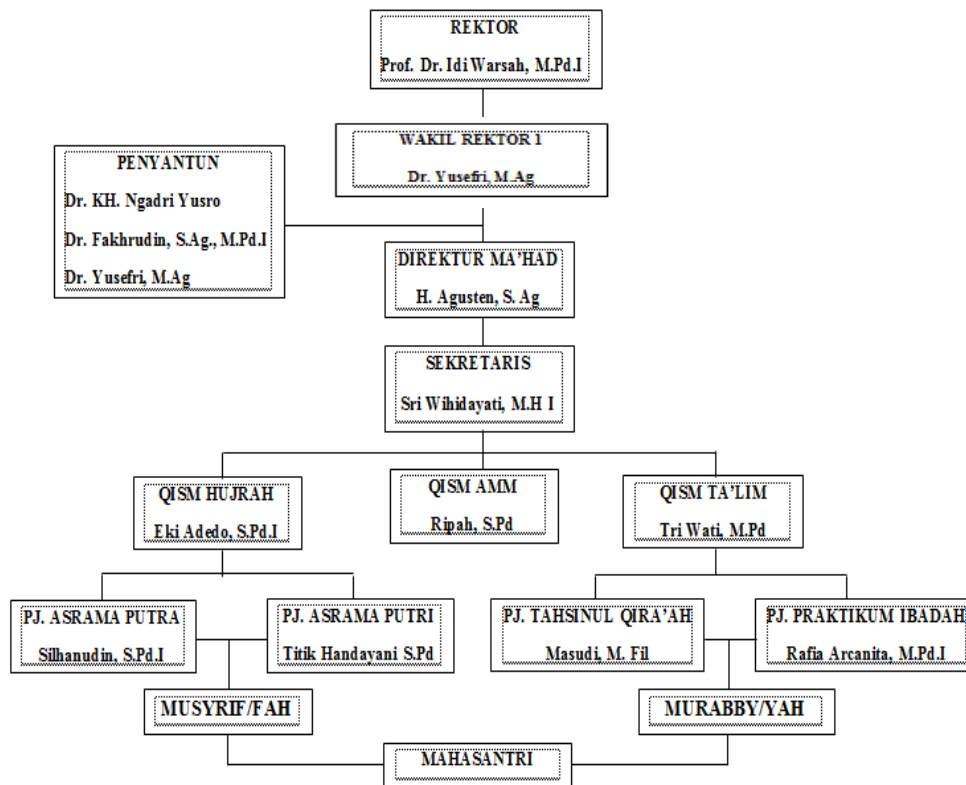 REKTOR
Prof. Dr. Idi Warsah, M.Pd.I
WAKIL REKTOR 1
Dr. Yusefri, M.Ag
PENYANTUN
Dr. KH. Ngadri Yusro
Dr. Fakhrudin, S.Ag., M.Pd.I
Dr. Yusefri, M.Ag
DIREKTUR MA'HAD
H. Agusten, S. Ag
SEKRETARIS
Sri Wihidayati, M.H I
QISM HUJRAH
Eki Adedo, S.Pd.I
QISM AMM
Ripah, S.Pd
QISM TA'LIM
Tri Wati, M.Pd
PJ. ASRAMA PUTRA
Silhanudin, S.Pd.I
PJ. ASRAMA PUTRI
Titik Handayani S.Pd
PJ. TAHSINUL QIRA'AH
Masudi, M. Fil
PJ. PRAKTIKUM IBADAH
Rafia Arcanita, M.Pd.I
MUSYRIF/FAH
MURABBY/YAH
MAHASANTRI